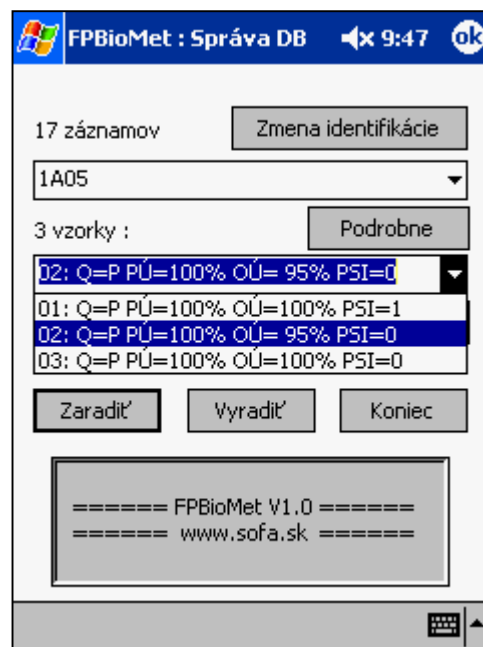 FPBioMet : Správa DB 9:47 ok
17 záznamov Zmena identifikácie
1A05
3 vzorky : Podrobne
02: Q=P PÚ=100% OÚ= 95% PSI=0
01: Q=P PÚ=100% OÚ=100% PSI=1
02: Q=P PÚ=100% OÚ= 95% PSI=0
03: Q=P PÚ=100% OÚ=100% PSI=0
Zaradiť Vyradiť Koniec
====== FPBioMet V1.0 ======
====== www.sofa.sk ======